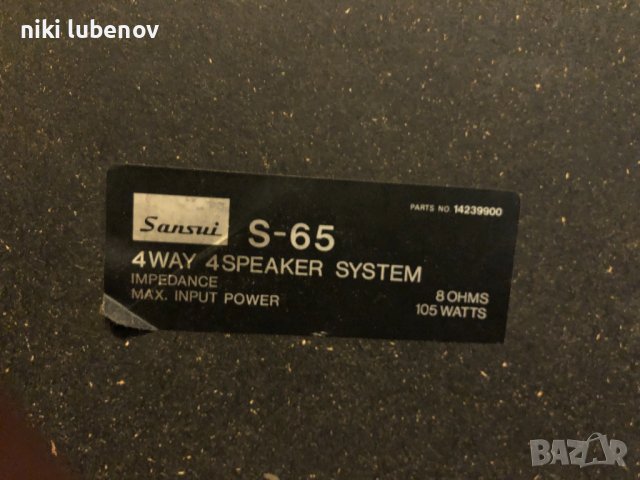 niki lubenov
PARTS NO. 14239900
Sansui S-65
4WAY 4SPEAKER SYSTEM
IMPEDANCE 8 OHMS
MAX. INPUT POWER 105 WATTS
BAZAR